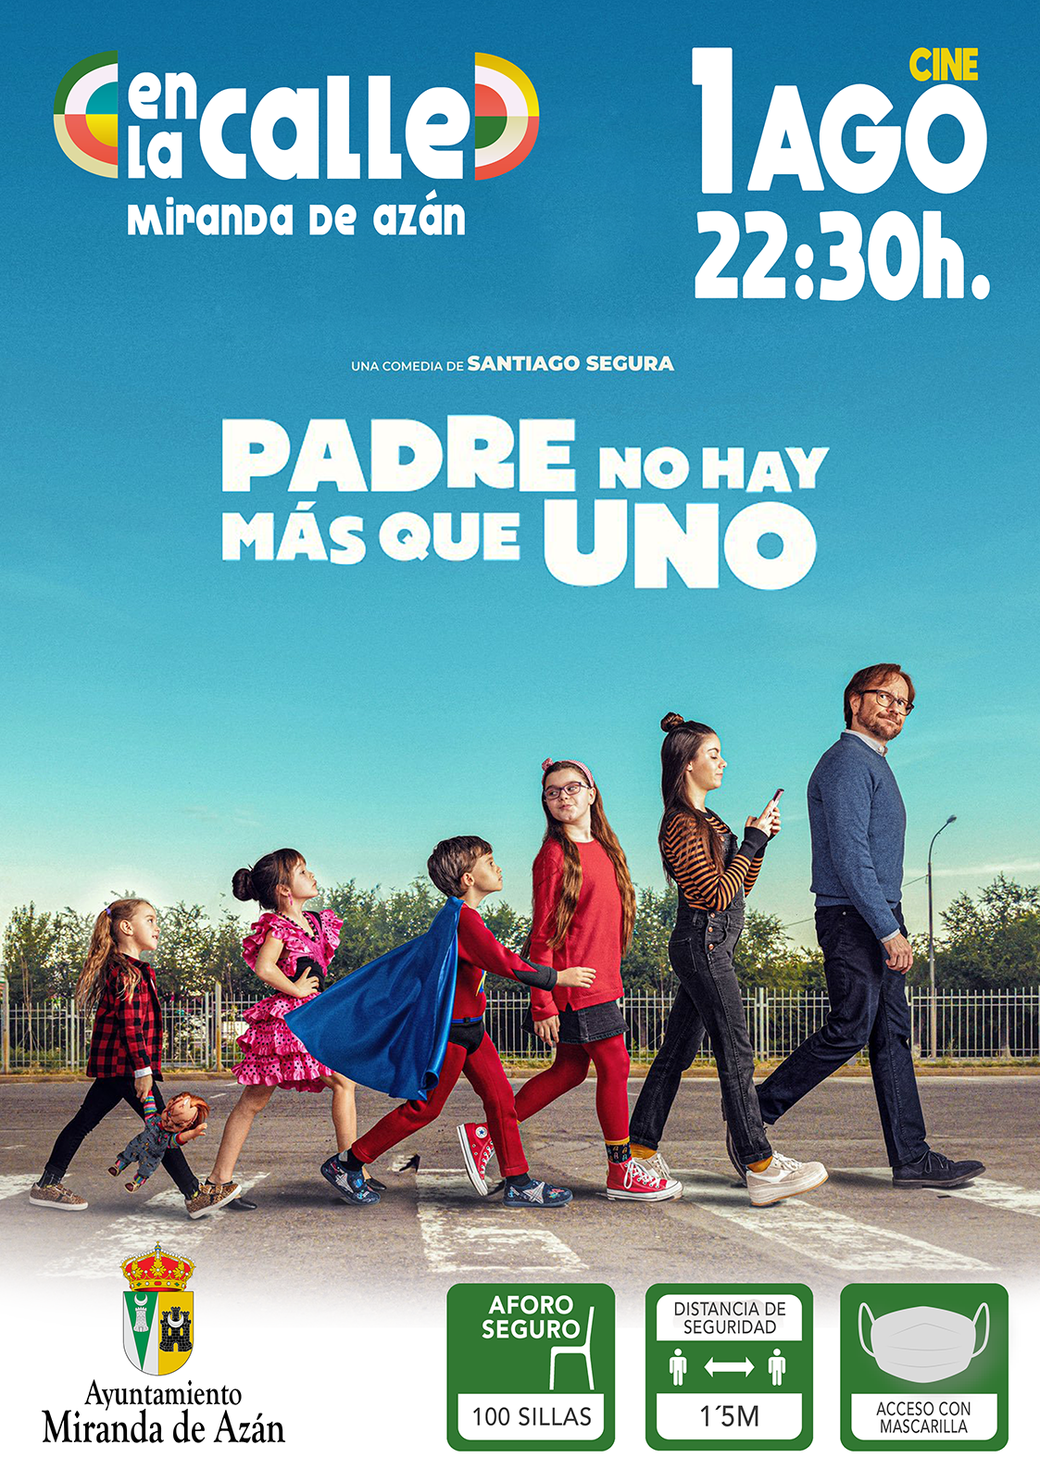 en
la calle
Miranda de Azán
CINE
1 AGO
22:30h.
UNA COMEDIA DE SANTIAGO SEGURA
PADRE NO HAY
MÁS QUE UNO
Ayuntamiento
Miranda de Azán
AFORO
SEGURO
100 SILLAS
DISTANCIA DE
SEGURIDAD
1´5M
ACCESO CON
MASCARILLA